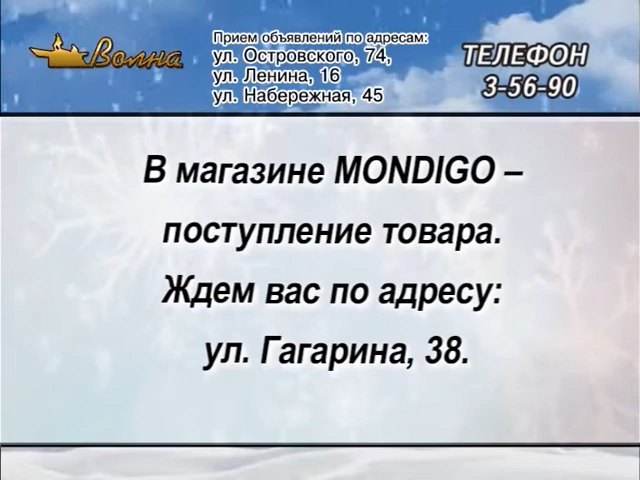 Волна
Прием объявлений по адресам:
ул. Островского, 74,
ул. Ленина, 16
ул. Набережная, 45
ТЕЛЕФОН
3-56-90
В магазине MONDIGO –
поступление товара.
Ждем вас по адресу:
ул. Гагарина, 38.